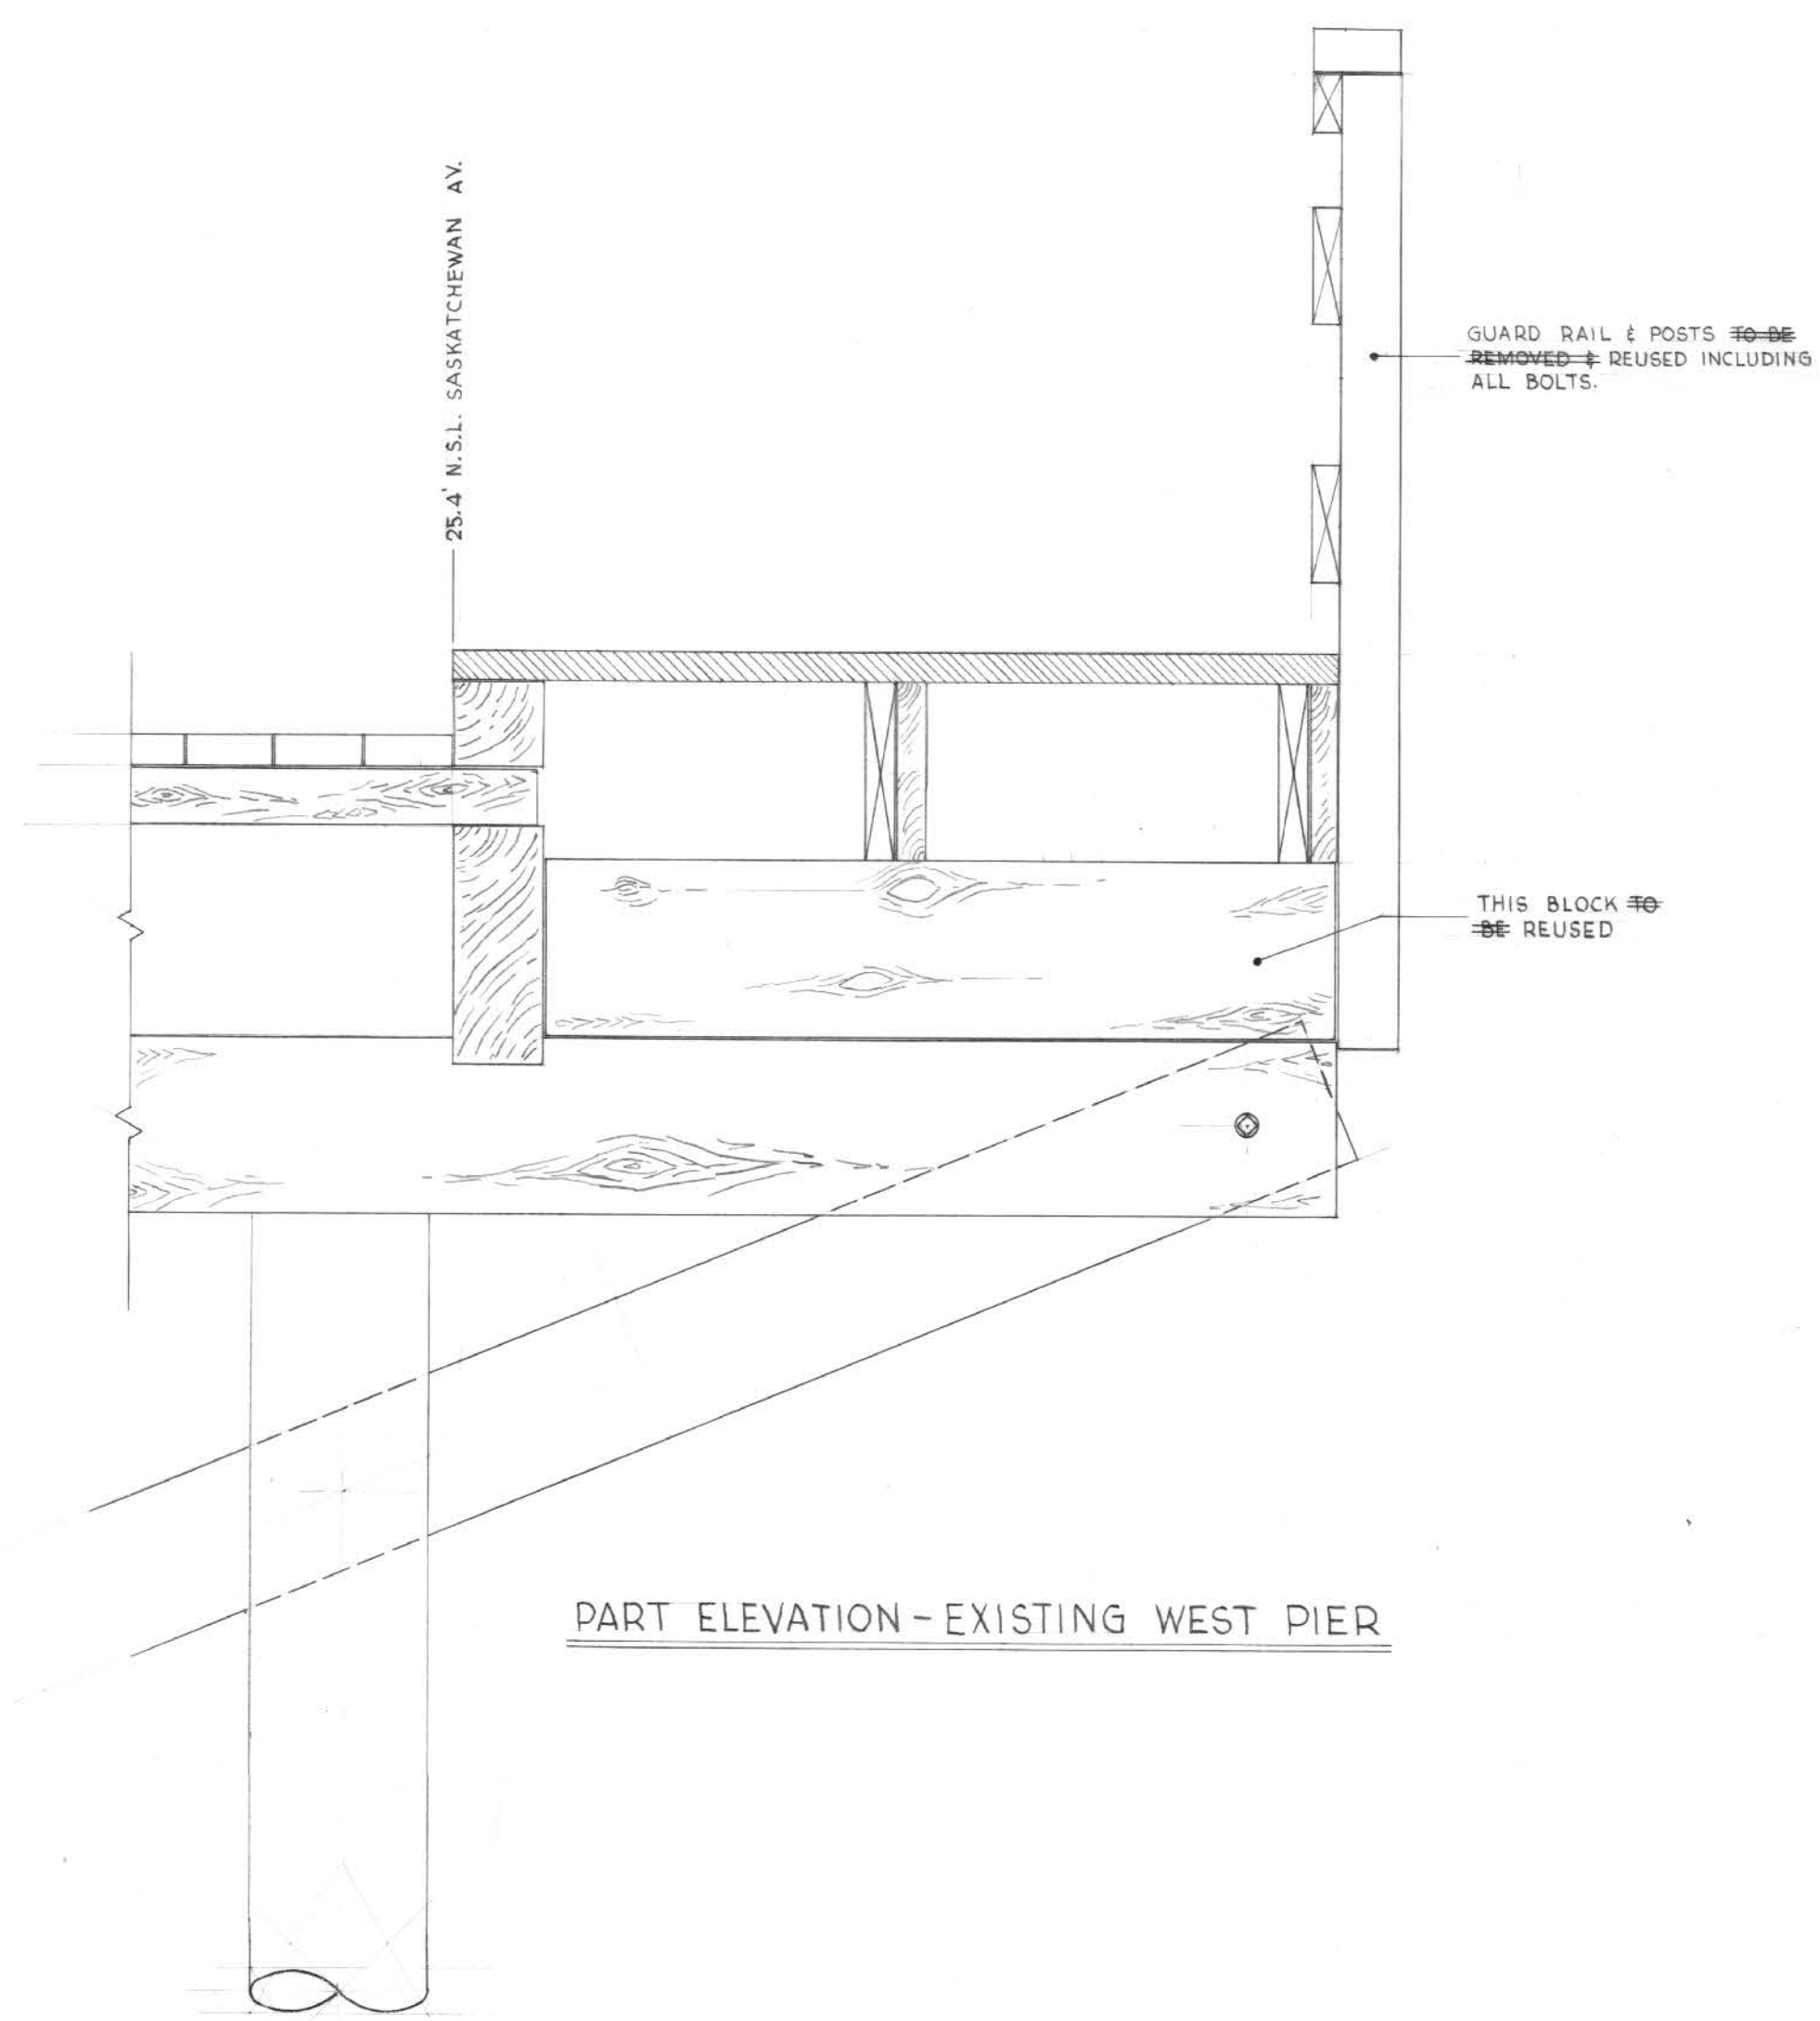 25.4' N.S.L. SASKATCHEWAN AV.
GUARD RAIL & POSTS TO BE
REMOVED & REUSED INCLUDING
ALL BOLTS.
THIS BLOCK TO
BE REUSED
PART ELEVATION - EXISTING WEST PIER